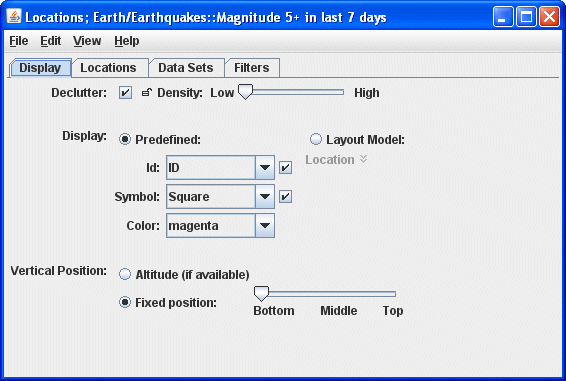 Locations; Earth/Earthquakes::Magnitude 5+ in last 7 days
File Edit View Help
Display Locations Data Sets Filters
Declutter: Density: Low High
Display: Predefined: Layout Model:
Id: ID Location
Symbol: Square
Color: magenta
Vertical Position: Altitude (if available)
Fixed position:
Bottom Middle Top